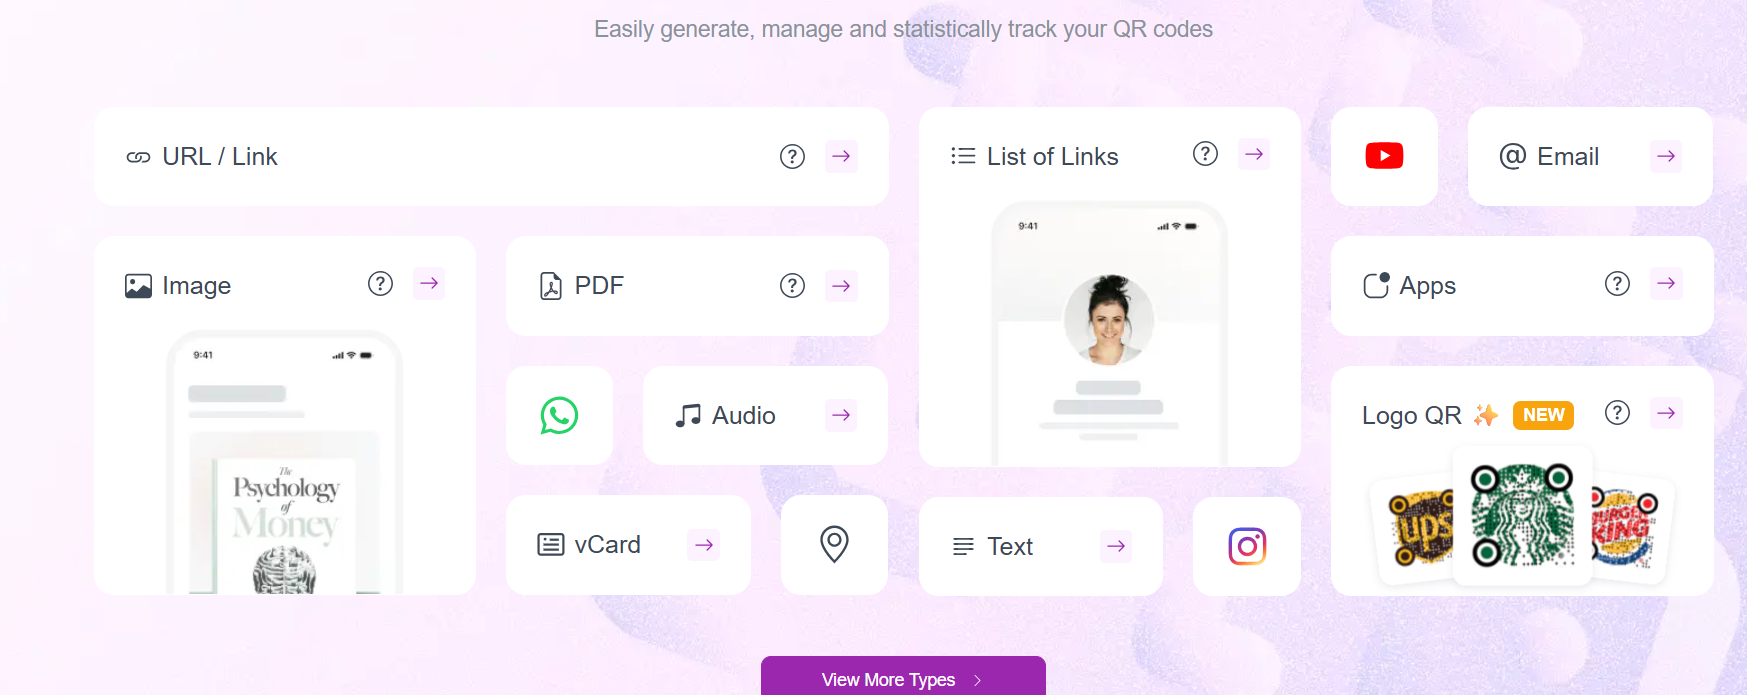 Easily generate, manage and statistically track your QR codes
URL / Link
List of Links
Email
9:41
Image
PDF
Apps
9:41
Audio
Logo QR NEW
The
Psychology
of
Money
ups
BURGER
KING
vCard
Text
View More Types